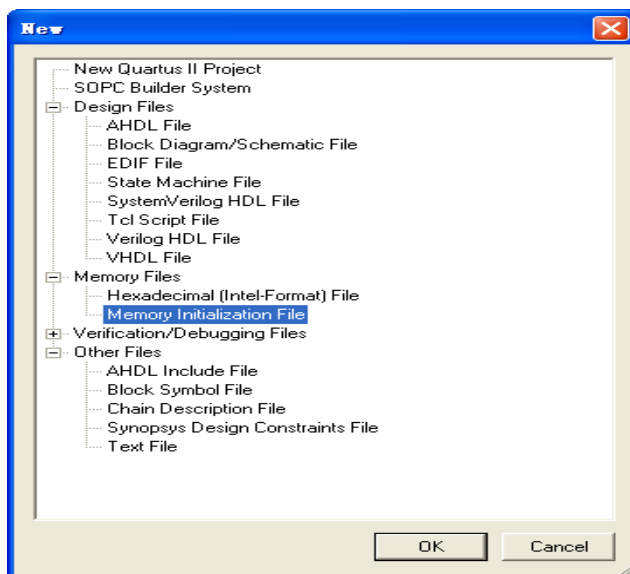 New
New Quartus II Project
SOPC Builder System
Design Files
AHDL File
Block Diagram/Schematic File
EDIF File
State Machine File
SystemVerilog HDL File
Tcl Script File
Verilog HDL File
VHDL File
Memory Files
Hexadecimal (Intel-Format) File
Memory Initialization File
Verification/Debugging Files
Other Files
AHDL Include File
Block Symbol File
Chain Description File
Synopsys Design Constraints File
Text File
OK
Cancel